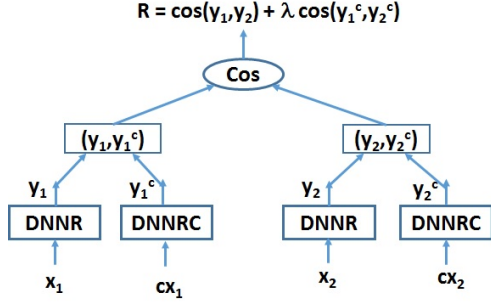 R = cos(y₁,y₂) + λ cos(y₁ᶜ,y₂ᶜ)
Cos
(y₁,y₁ᶜ) (y₂,y₂ᶜ)
y₁ y₁ᶜ y₂ y₂ᶜ
DNNR DNNRC DNNR DNNRC
x₁ cx₁ x₂ cx₂